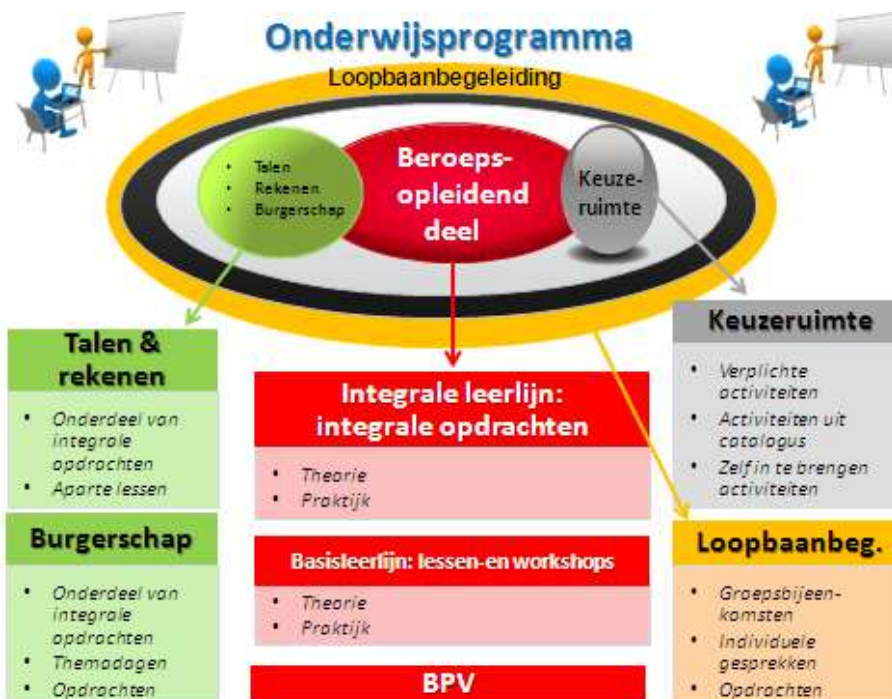 Onderwijsprogramma
Loopbaanbegeleiding
• Talen
• Rekenen
• Burgerschap
Beroeps-
opleidend
deel
Keuze-
ruimte
Talen &
rekenen
• Onderdeel van
integrale
opdrachten
• Aparte lessen
Burgerschap
• Onderdeel van
integrale
opdrachten
• Themadagen
• Opdrachten
Integrale leerlijn:
integrale opdrachten
• Theorie
• Praktijk
Basisleerlijn: lessen-en workshops
• Theorie
• Praktijk
BPV
Keuzeruimte
• Verplichte
activiteiten
• Activiteiten uit
catalogus
• Zelf in te brengen
activiteiten
Loopbaanbeg.
• Groepsbijeen-
komsten
• Individuele
gesprekken
• Opdrachten